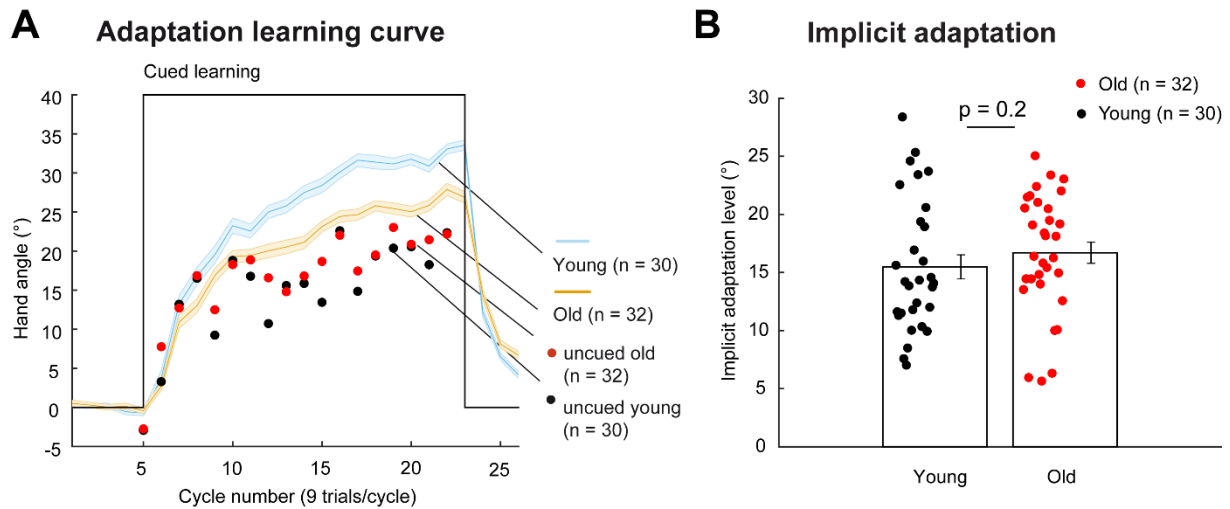 A
Adaptation learning curve
Cued learning
40
35
30
25
20
15
10
5
0
-5
Hand angle (°)
5
10
15
20
25
Cycle number (9 trials/cycle)
Young (n = 30)
Old (n = 32)
uncued old
(n = 32)
uncued young
(n = 30)
B
Implicit adaptation
Old (n = 32)
Young (n = 30)
p = 0.2
30
25
20
15
10
5
0
Implicit adaptation level (°)
Young
Old